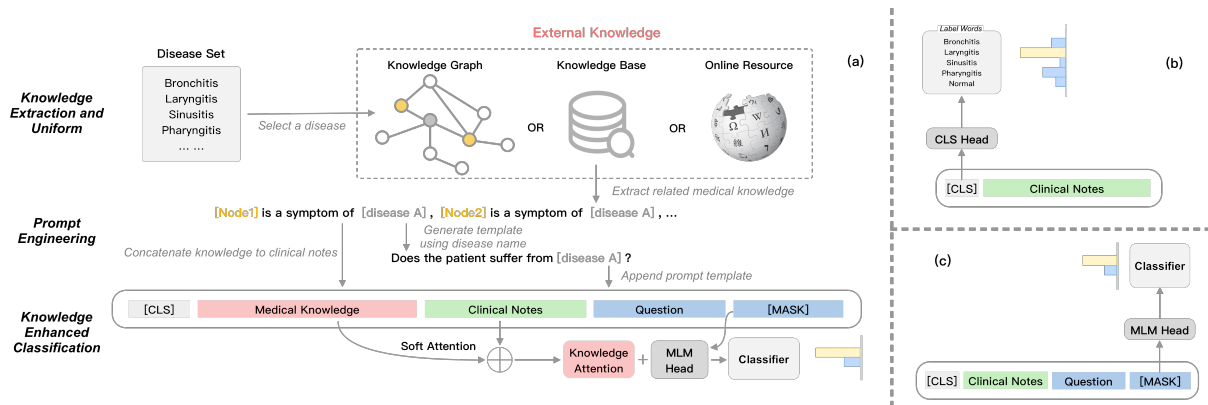 External Knowledge
(a)
Disease Set
Bronchitis
Laryngitis
Sinusitis
Pharyngitis
... ...
Knowledge
Extraction and
Uniform
Select a disease
Knowledge Graph
OR
Knowledge Base
OR
Online Resource
Ω
W
И
維
Extract related medical knowledge
Prompt
Engineering
[Node1] is a symptom of [disease A] , [Node2] is a symptom of [disease A] , ...
Concatenate knowledge to clinical notes
Generate template
using disease name
Does the patient suffer from [disease A] ?
Append prompt template
Knowledge
Enhanced
Classification
[CLS]
Medical Knowledge
Clinical Notes
Question
[MASK]
Soft Attention
Knowledge
Attention
+
MLM
Head
Classifier
(b)
Label Words
Bronchitis
Laryngitis
Sinusitis
Pharyngitis
Normal
CLS Head
[CLS]
Clinical Notes
(c)
Classifier
MLM Head
[CLS]
Clinical Notes
Question
[MASK]